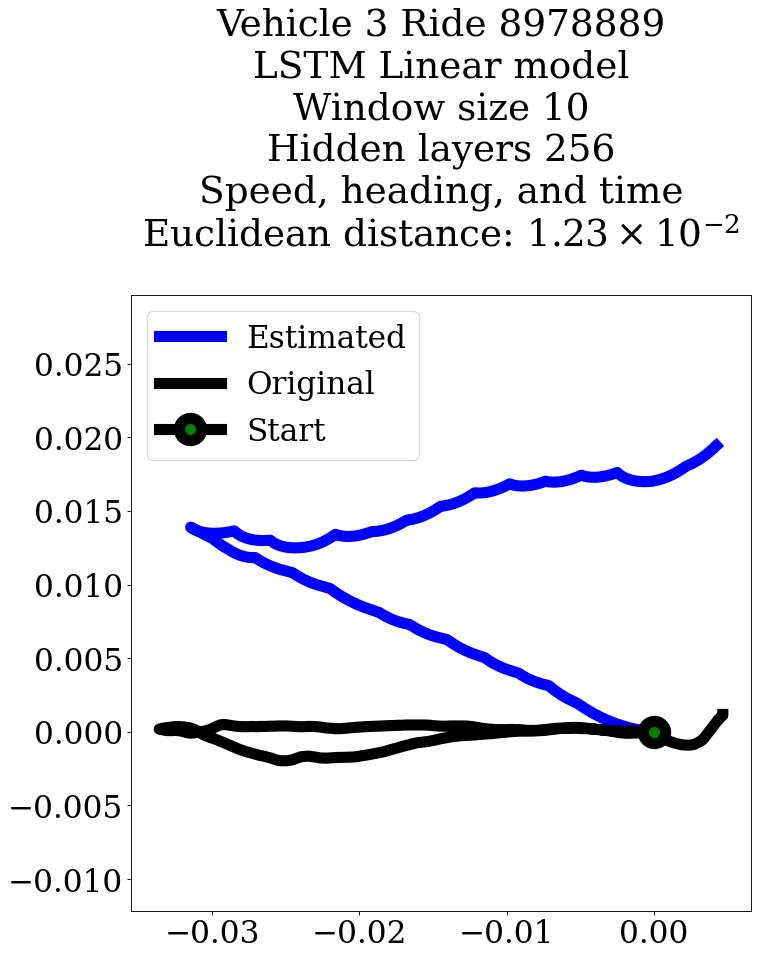 Vehicle 3 Ride 8978889
LSTM Linear model
Window size 10
Hidden layers 256
Speed, heading, and time
Euclidean distance: 1.23 × 10⁻²
Estimated
Original
Start
0.025
0.020
0.015
0.010
0.005
0.000
−0.005
−0.010
−0.03 −0.02 −0.01 0.00